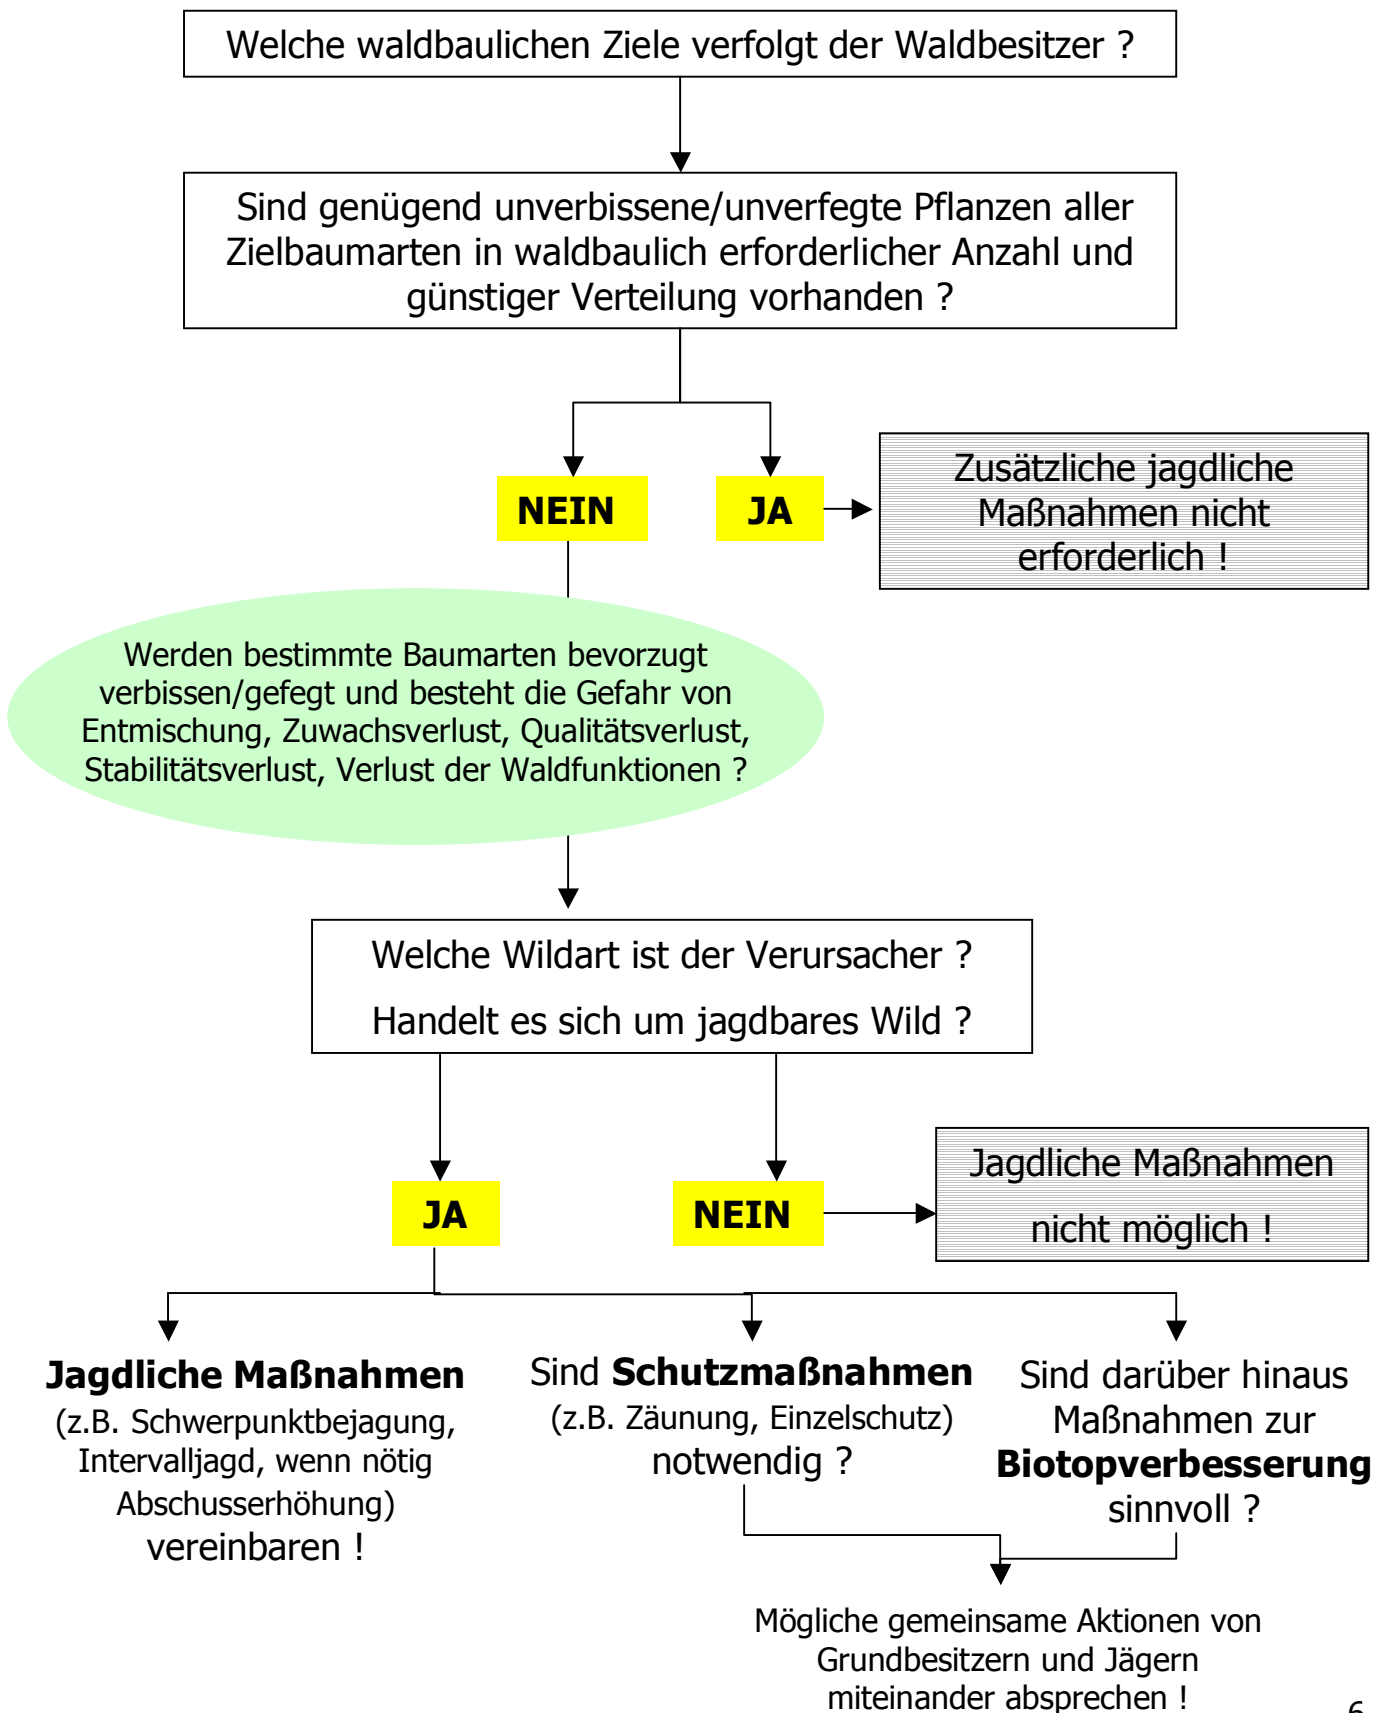 Welche waldbaulichen Ziele verfolgt der Waldbesitzer ?
Sind genügend unverbissene/unverfegte Pflanzen aller
Zielbaumarten in waldbaulich erforderlicher Anzahl und
günstiger Verteilung vorhanden ?
NEIN
JA
Zusätzliche jagdliche
Maßnahmen nicht
erforderlich !
Werden bestimmte Baumarten bevorzugt
verbissen/gefegt und besteht die Gefahr von
Entmischung, Zuwachsverlust, Qualitätsverlust,
Stabilitätsverlust, Verlust der Waldfunktionen ?
Welche Wildart ist der Verursacher ?
Handelt es sich um jagdbares Wild ?
JA
NEIN
Jagdliche Maßnahmen
nicht möglich !
Jagdliche Maßnahmen
(z.B. Schwerpunktbejagung,
Intervalljagd, wenn nötig
Abschusserhöhung)
vereinbaren !
Sind Schutzmaßnahmen
(z.B. Zäunung, Einzelschutz)
notwendig ?
Sind darüber hinaus
Maßnahmen zur
Biotopverbesserung
sinnvoll ?
Mögliche gemeinsame Aktionen von
Grundbesitzern und Jägern
miteinander absprechen !
6